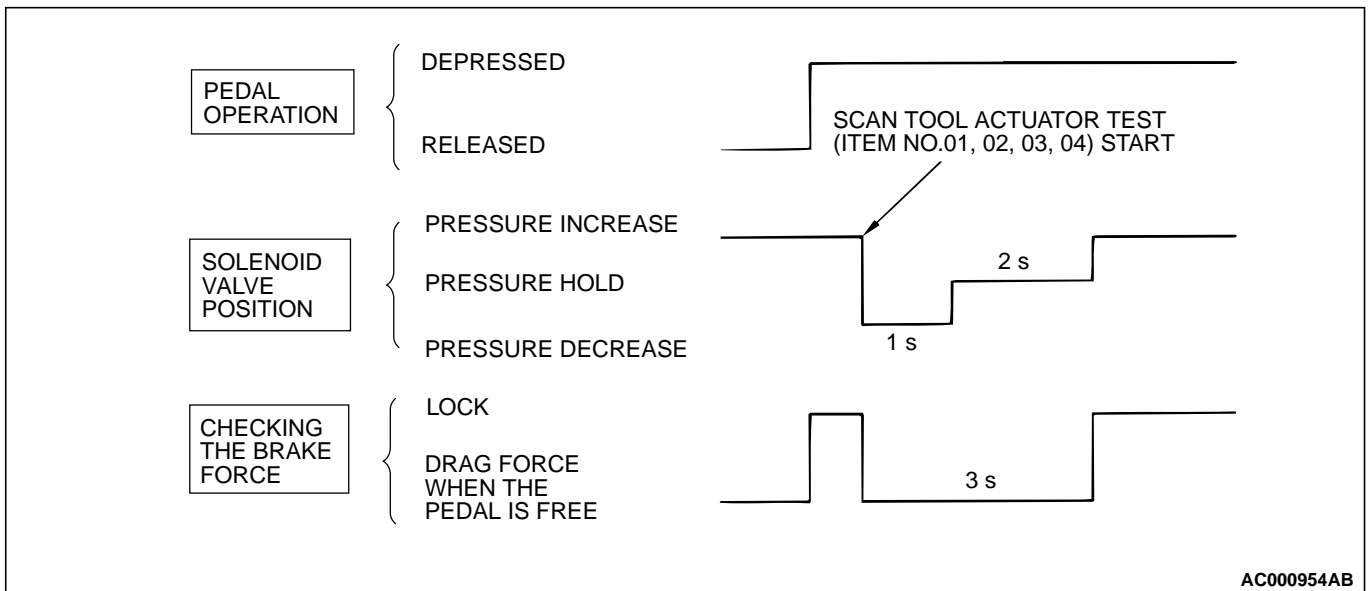 PEDAL
OPERATION
DEPRESSED
RELEASED
SCAN TOOL ACTUATOR TEST
(ITEM NO.01, 02, 03, 04) START
SOLENOID
VALVE
POSITION
PRESSURE INCREASE
PRESSURE HOLD
PRESSURE DECREASE
2 s
1 s
CHECKING
THE BRAKE
FORCE
LOCK
DRAG FORCE
WHEN THE
PEDAL IS FREE
3 s
AC000954AB